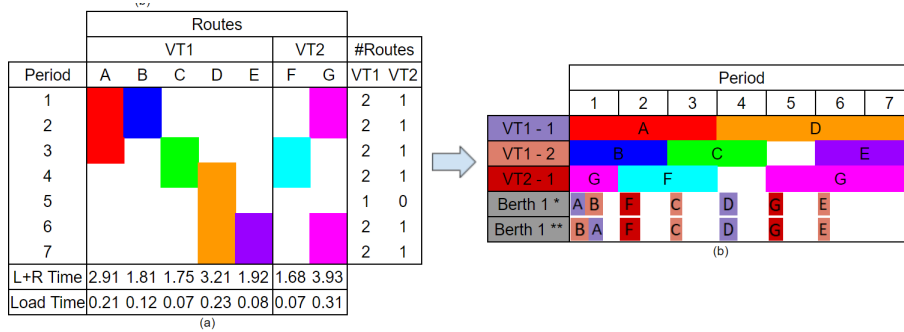 (b)
Routes
VT1 VT2 #Routes
Period A B C D E F G VT1 VT2
1 2 1
2 2 1
3 2 1
4 2 1
5 1 0
6 2 1
7 2 1
L+R Time 2.91 1.81 1.75 3.21 1.92 1.68 3.93
Load Time 0.21 0.12 0.07 0.23 0.08 0.07 0.31
(a)
Period
1 2 3 4 5 6 7
VT1 - 1 A D
VT1 - 2 B C E
VT2 - 1 G F G
Berth 1 * A B F C D G E
Berth 1 ** B A F C D G E
(b)